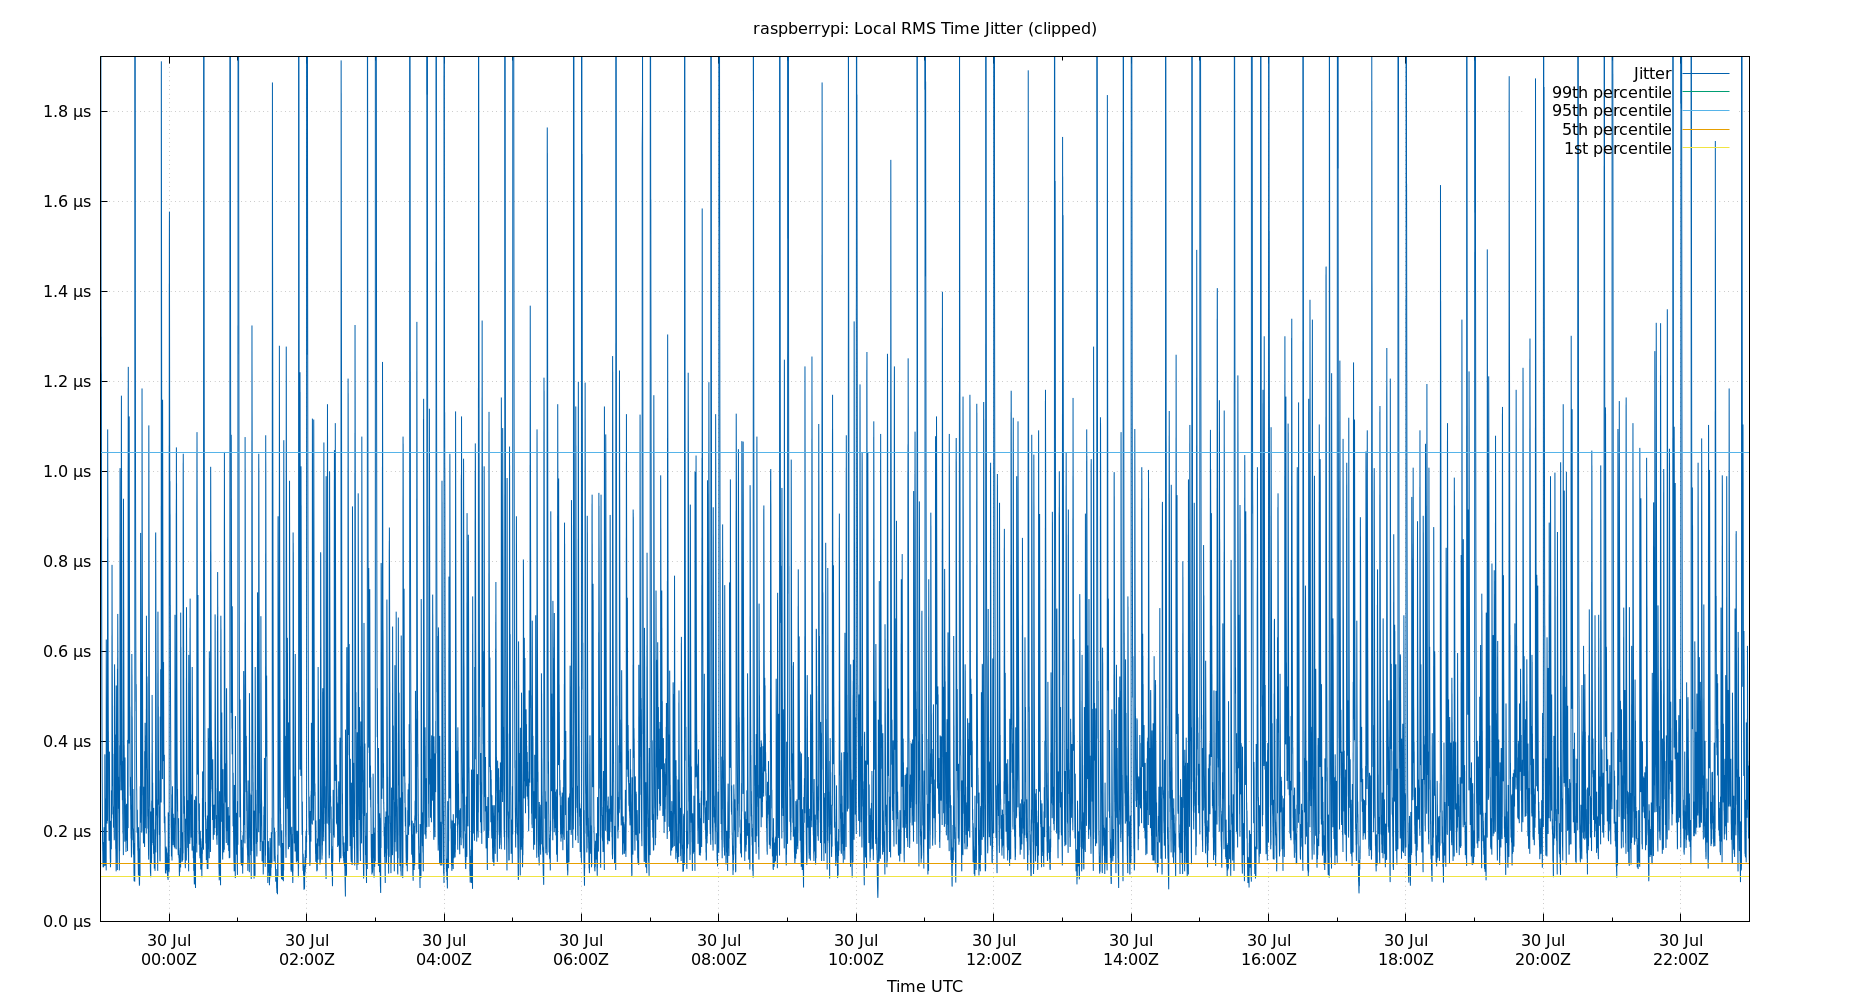 raspberrypi: Local RMS Time Jitter (clipped)
Jitter
99th percentile
95th percentile
5th percentile
1st percentile
1.8 µs
1.6 µs
1.4 µs
1.2 µs
1.0 µs
0.8 µs
0.6 µs
0.4 µs
0.2 µs
0.0 µs
30 Jul 30 Jul 30 Jul 30 Jul 30 Jul 30 Jul 30 Jul 30 Jul 30 Jul 30 Jul 30 Jul 30 Jul
00:00Z 02:00Z 04:00Z 06:00Z 08:00Z 10:00Z 12:00Z 14:00Z 16:00Z 18:00Z 20:00Z 22:00Z
Time UTC